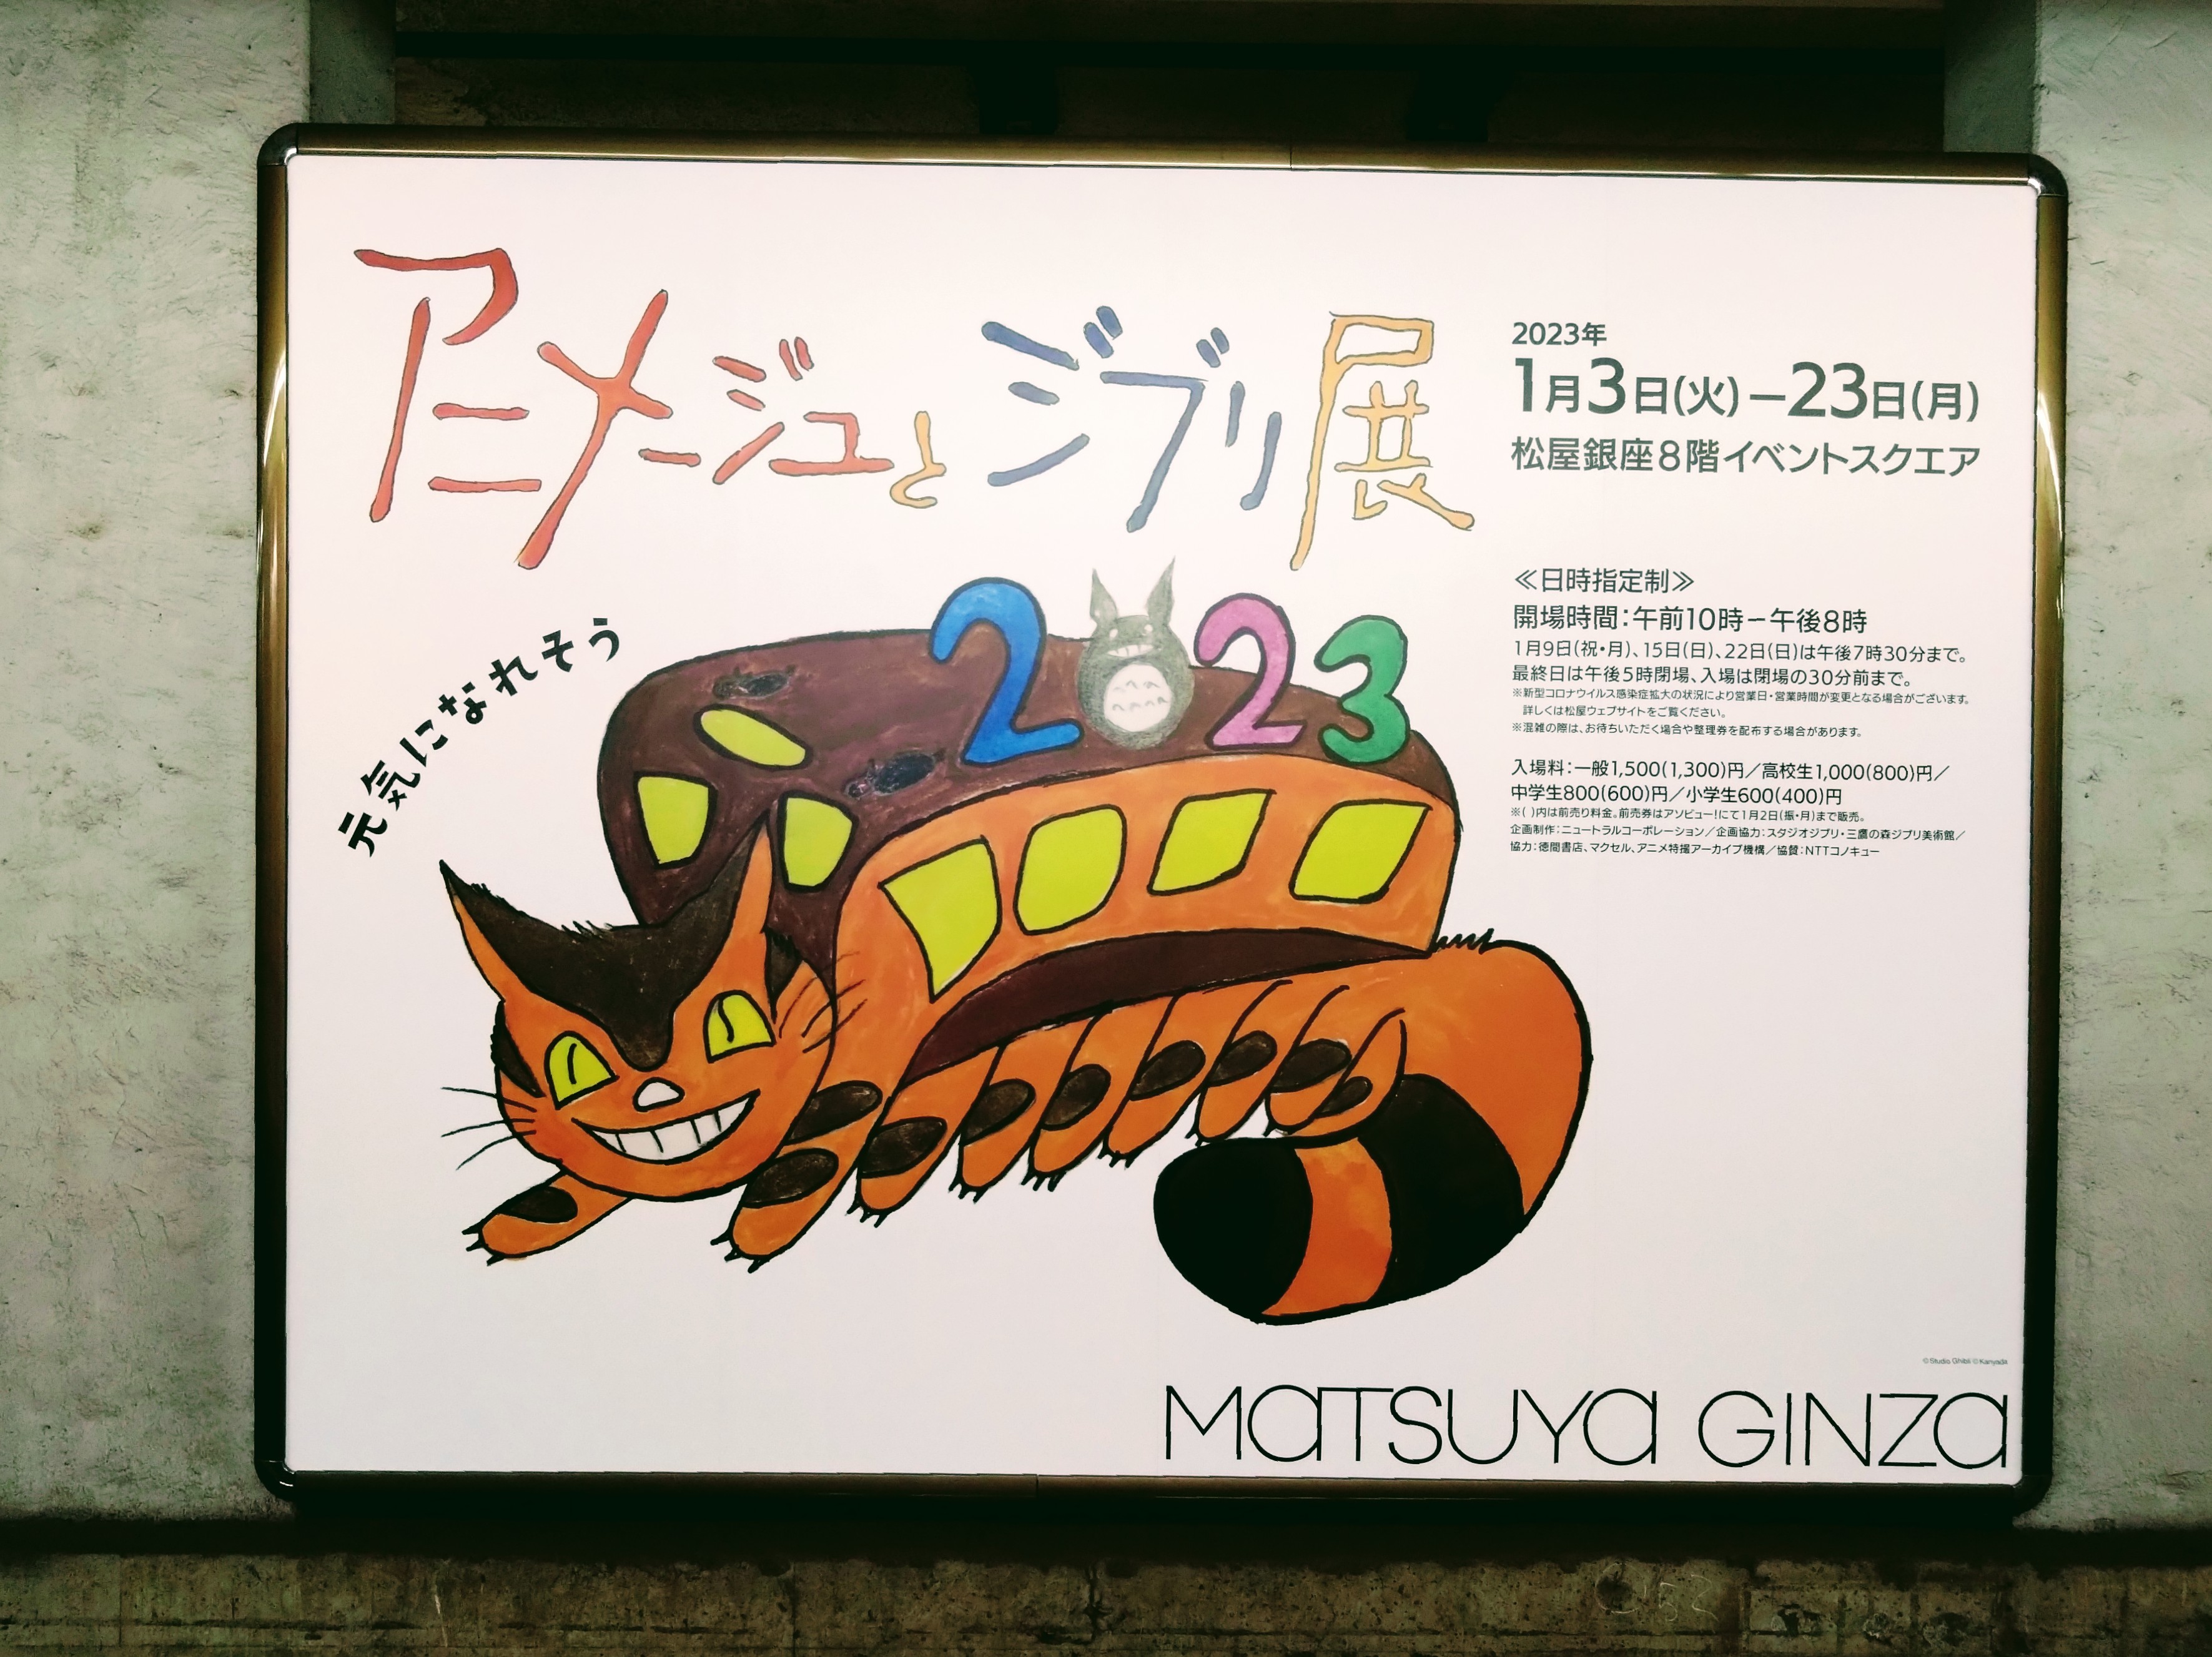 アニメージュとジブリ展
2023年
1月3日(火)－23日(月)
松屋銀座8階イベントスクエア
元気になれそう
2 23
≪日時指定制≫
開場時間：午前10時－午後8時
1月9日(祝・月)、15日(日)、22日(日)は午後7時30分まで。
最終日は午後5時閉場、入場は閉場の30分前まで。
※新型コロナウイルス感染症拡大の状況により営業日・営業時間が変更となる場合がございます。
詳しくは松屋ウェブサイトをご覧ください。
※混雑の際は、お待ちいただく場合や整理券を配布する場合があります。
入場料：一般1,500(1,300)円／高校生1,000(800)円／
中学生800(600)円／小学生600(400)円
※( )内は前売り料金。前売券はアソビュー!にて1月2日(振・月)まで販売。
企画制作：ニュートラルコーポレーション／企画協力：スタジオジブリ・三鷹の森ジブリ美術館／
協力：徳間書店、マクセル、アニメ特撮アーカイブ機構／協賛：NTTコノキュー
© Studio Ghibli © Kanyada
MATSUYA GINZA